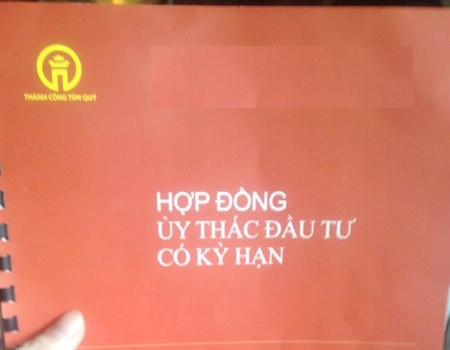 THÀNH CÔNG TÔN QUÝ
HỢP ĐỒNG
ỦY THÁC ĐẦU TƯ
CÓ KỲ HẠN